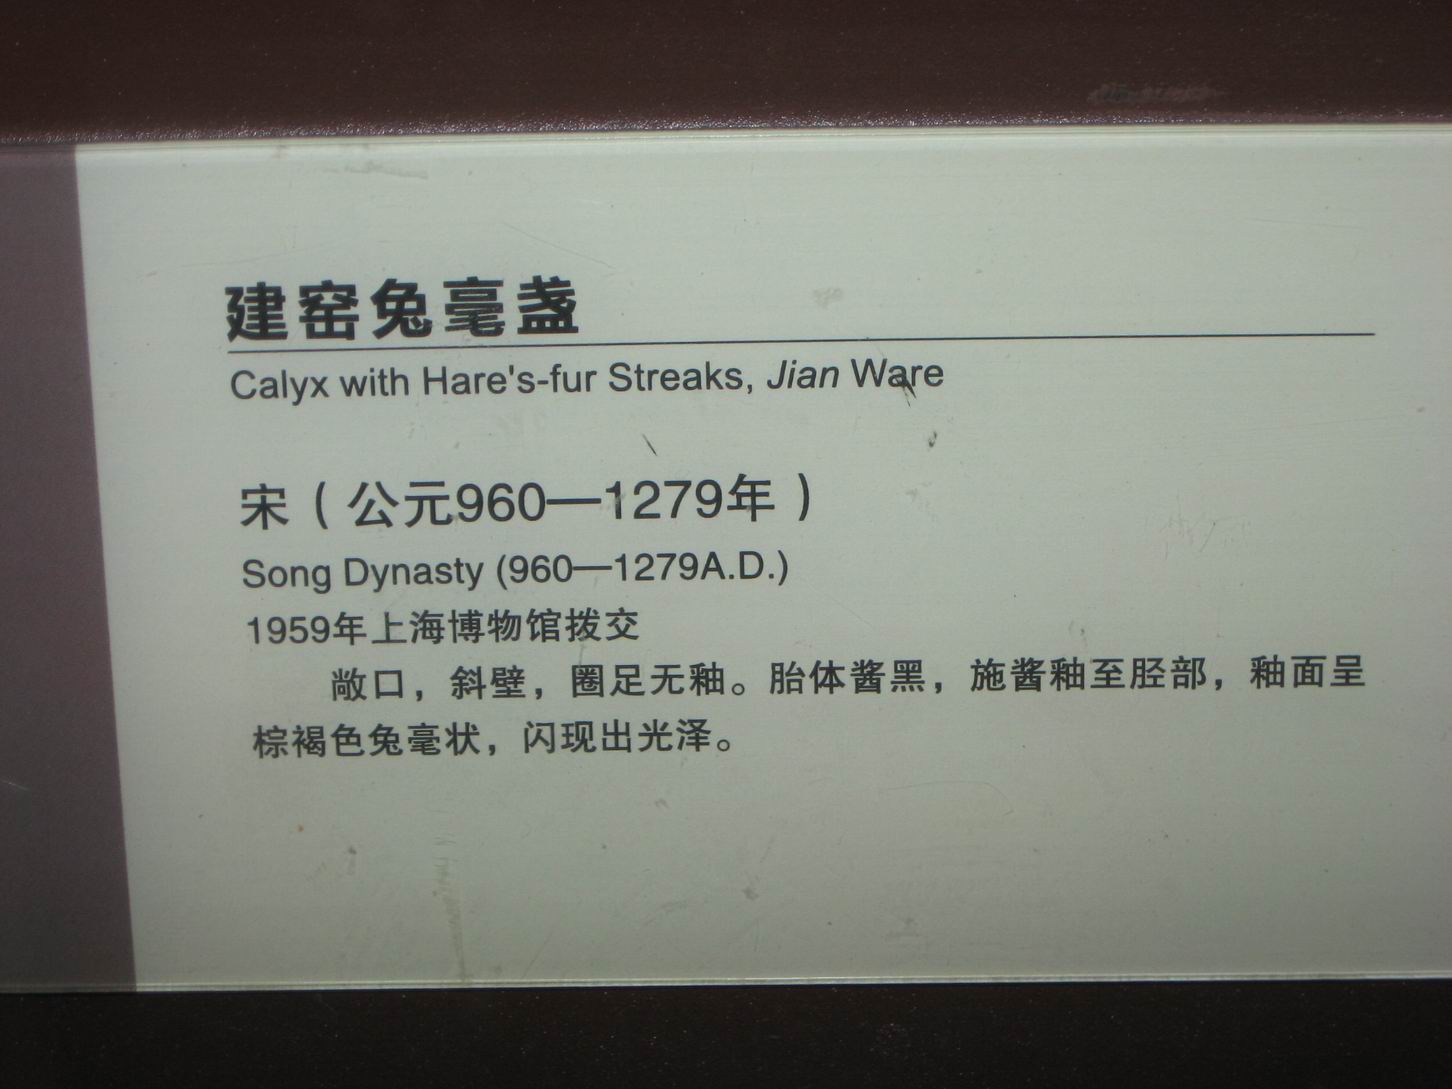 建窑兔毫盏
Calyx with Hare's-fur Streaks, Jian Ware
宋（公元960—1279年）
Song Dynasty (960—1279A.D.)
1959年上海博物馆拨交
敞口，斜壁，圈足无釉。胎体酱黑，施酱釉至胫部，釉面呈
棕褐色兔毫状，闪现出光泽。